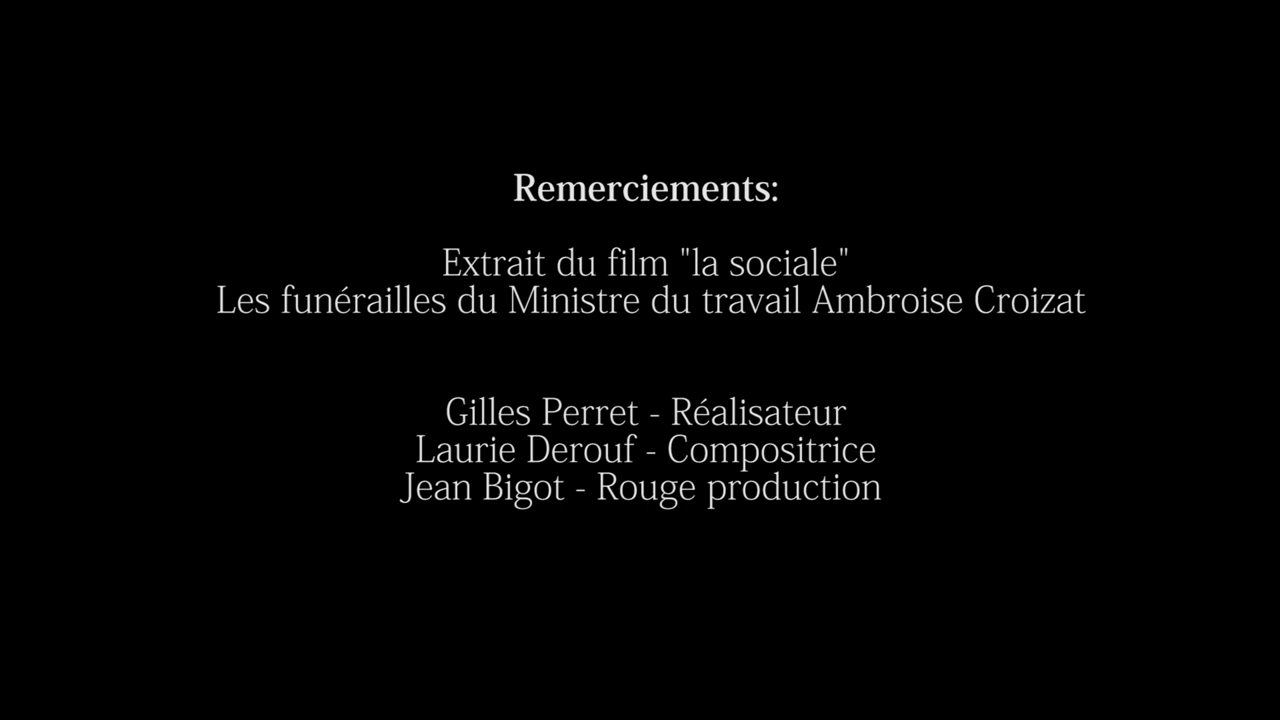 Remerciements:
Extrait du film "la sociale"
Les funérailles du Ministre du travail Ambroise Croizat
Gilles Perret - Réalisateur
Laurie Derouf - Compositrice
Jean Bigot - Rouge production